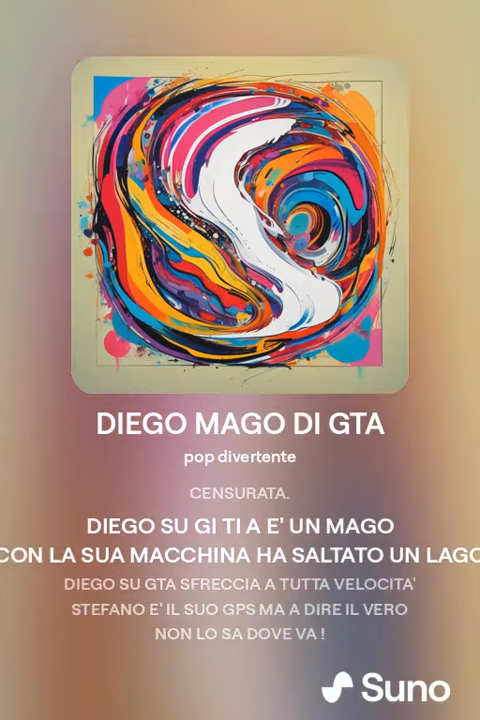 DIEGO MAGO DI GTA
pop divertente
CENSURATA.
DIEGO SU GI TI A E' UN MAGO
CON LA SUA MACCHINA HA SALTATO UN LAGO
DIEGO SU GTA SFRECCIA A TUTTA VELOCITA'
STEFANO E' IL SUO GPS MA A DIRE IL VERO
NON LO SA DOVE VA !
Suno